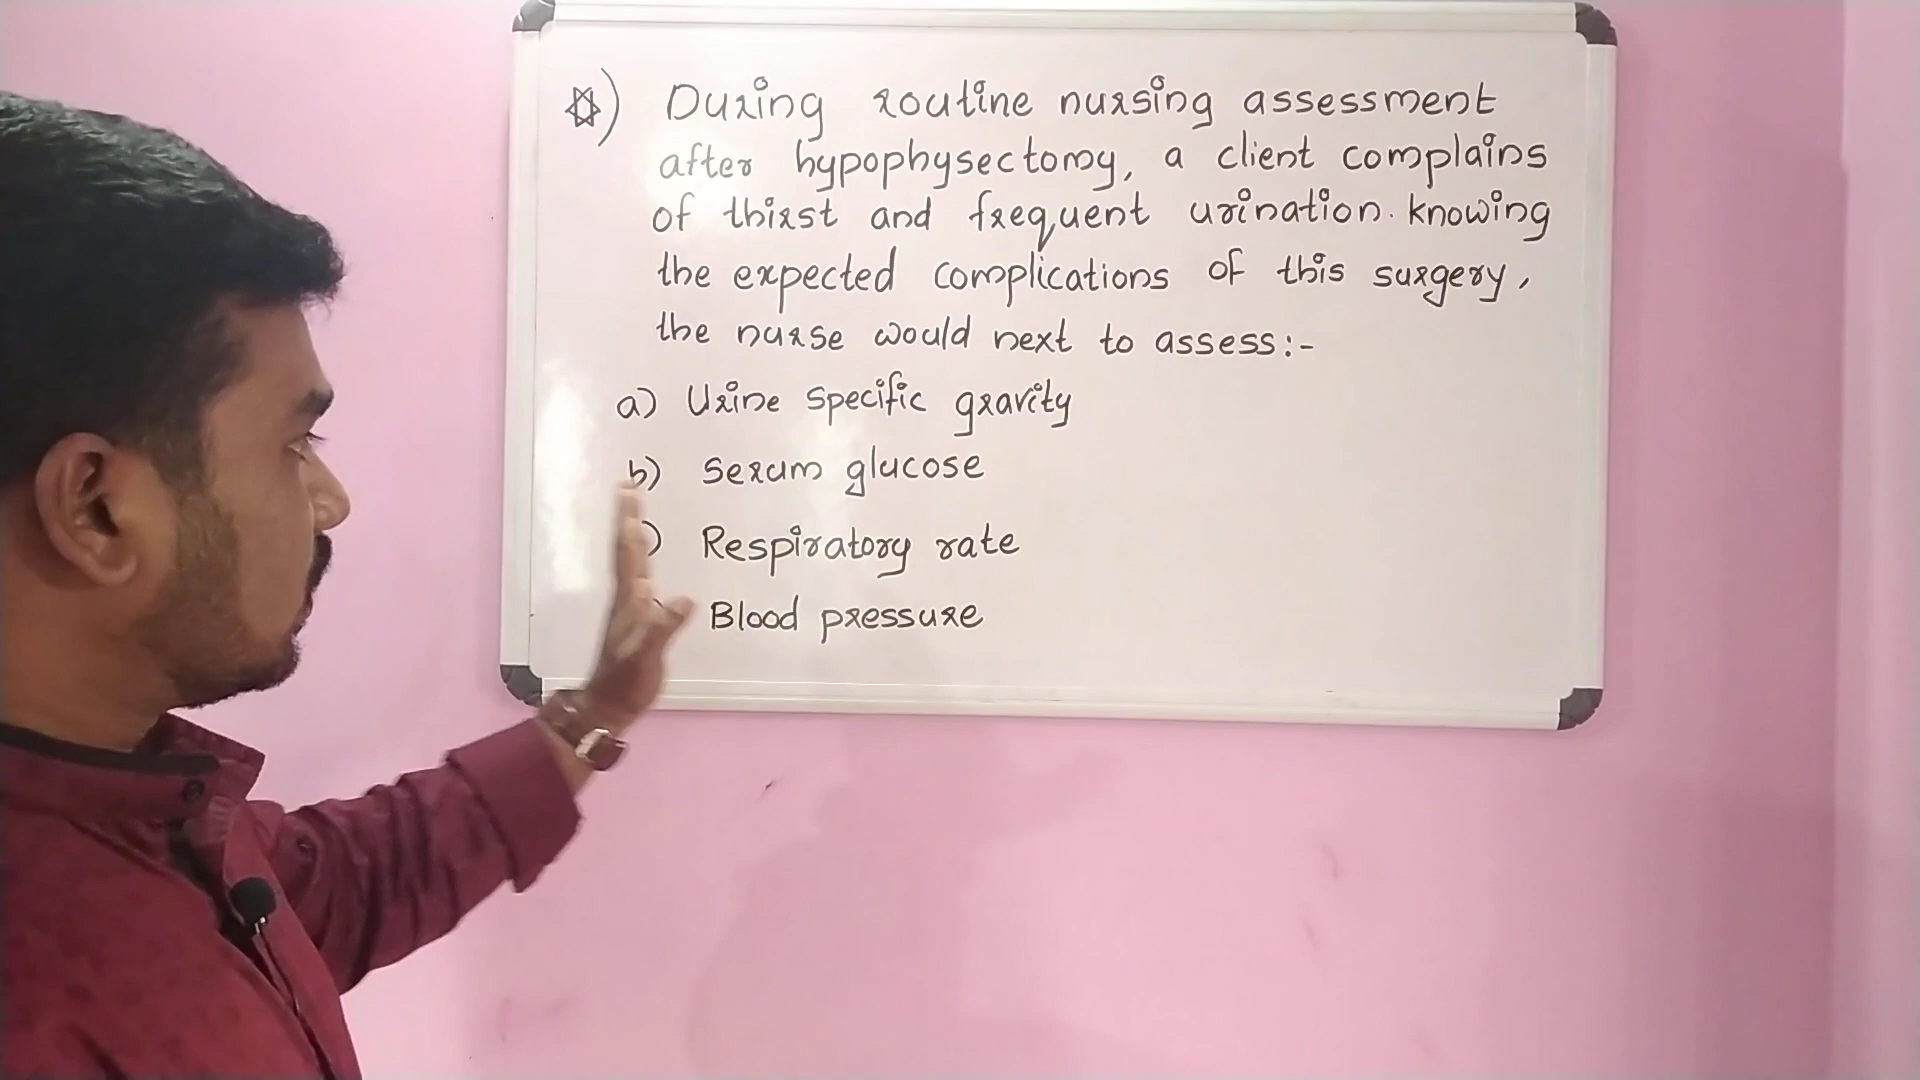 ✡) During routine nursing assessment
after hypophysectomy, a client complains
of thirst and frequent urination. knowing
the expected complications of this surgery,
the nurse would next to assess:-
a) Urine specific gravity
b) Serum glucose
) Respiratory rate
Blood pressure